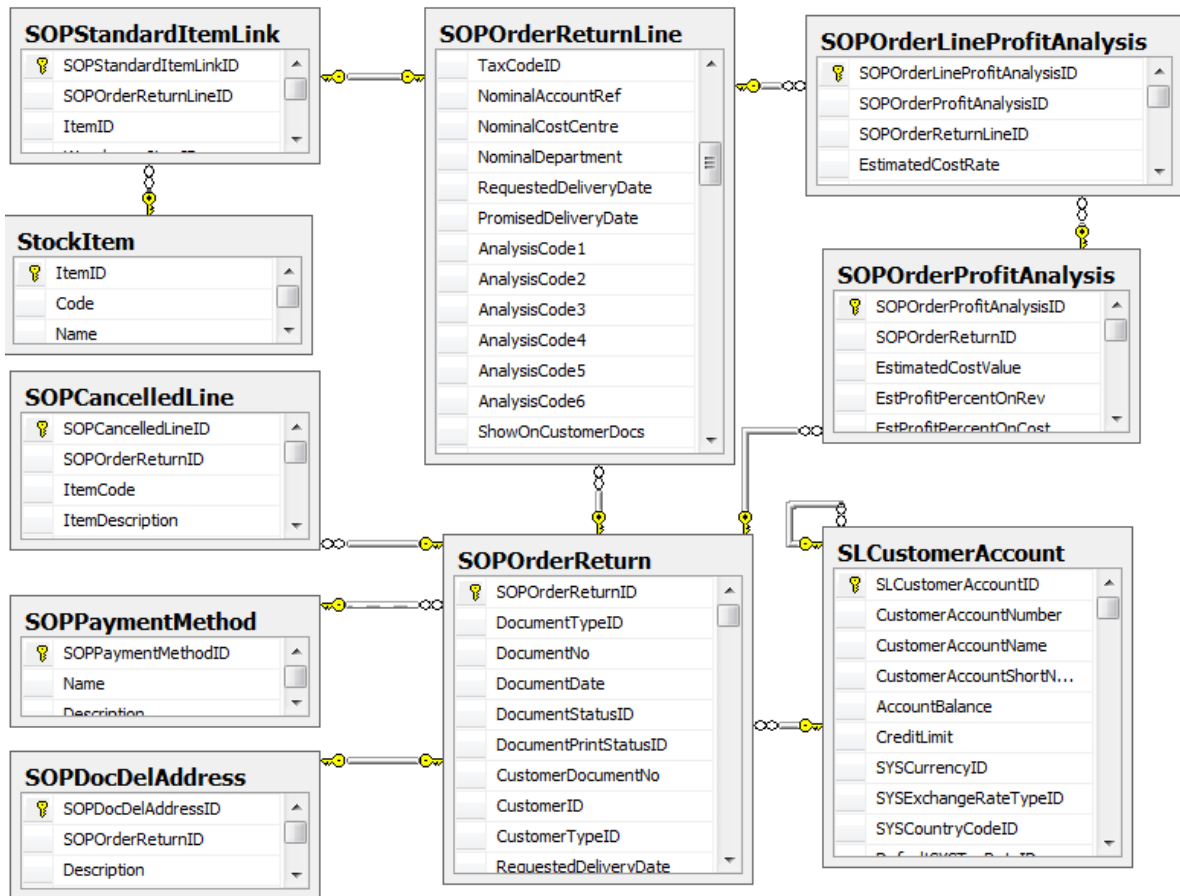 SOPStandardItemLink
SOPStandardItemLinkID
SOPOrderReturnLineID
ItemID
SOPOrderReturnLine
TaxCodeID
NominalAccountRef
NominalCostCentre
NominalDepartment
RequestedDeliveryDate
PromisedDeliveryDate
AnalysisCode1
AnalysisCode2
AnalysisCode3
AnalysisCode4
AnalysisCode5
AnalysisCode6
ShowOnCustomerDocs
SOPOrderLineProfitAnalysis
SOPOrderLineProfitAnalysisID
SOPOrderProfitAnalysisID
SOPOrderReturnLineID
EstimatedCostRate
StockItem
ItemID
Code
Name
SOPOrderProfitAnalysis
SOPOrderProfitAnalysisID
SOPOrderReturnID
EstimatedCostValue
EstProfitPercentOnRev
EstProfitPercentOnCost
SOPCancelledLine
SOPCancelledLineID
SOPOrderReturnID
ItemCode
ItemDescription
SOPOrderReturn
SOPOrderReturnID
DocumentTypeID
DocumentNo
DocumentDate
DocumentStatusID
DocumentPrintStatusID
CustomerDocumentNo
CustomerID
CustomerTypeID
RequestedDeliveryDate
SLCustomerAccount
SLCustomerAccountID
CustomerAccountNumber
CustomerAccountName
CustomerAccountShortN...
AccountBalance
CreditLimit
SYSCurrencyID
SYSExchangeRateTypeID
SYSCountryCodeID
SOPPaymentMethod
SOPPaymentMethodID
Name
Description
SOPDocDelAddress
SOPDocDelAddressID
SOPOrderReturnID
Description